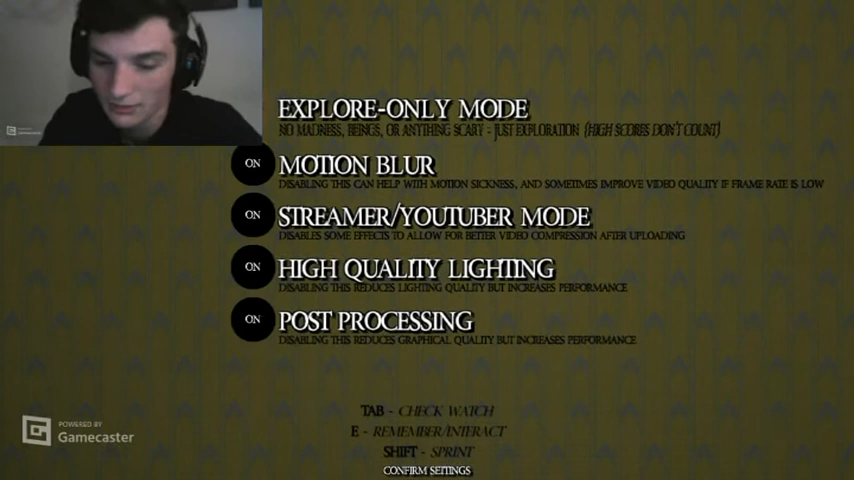 EXPLORE-ONLY MODE
NO MADNESS, BEINGS, OR ANYTHING SCARY - JUST EXPLORATION (HIGH SCORES DON'T COUNT)
ON MOTION BLUR
DISABLING THIS CAN HELP WITH MOTION SICKNESS, AND SOMETIMES IMPROVE VIDEO QUALITY IF FRAME RATE IS LOW
ON STREAMER/YOUTUBER MODE
DISABLES SOME EFFECTS TO ALLOW FOR BETTER VIDEO COMPRESSION AFTER UPLOADING
ON HIGH QUALITY LIGHTING
DISABLING THIS REDUCES LIGHTING QUALITY BUT INCREASES PERFORMANCE
ON POST PROCESSING
DISABLING THIS REDUCES GRAPHICAL QUALITY BUT INCREASES PERFORMANCE
TAB - CHECK WATCH
E - REMEMBER/INTERACT
SHIFT - SPRINT
CONFIRM SETTINGS
POWERED BY
Gamecaster